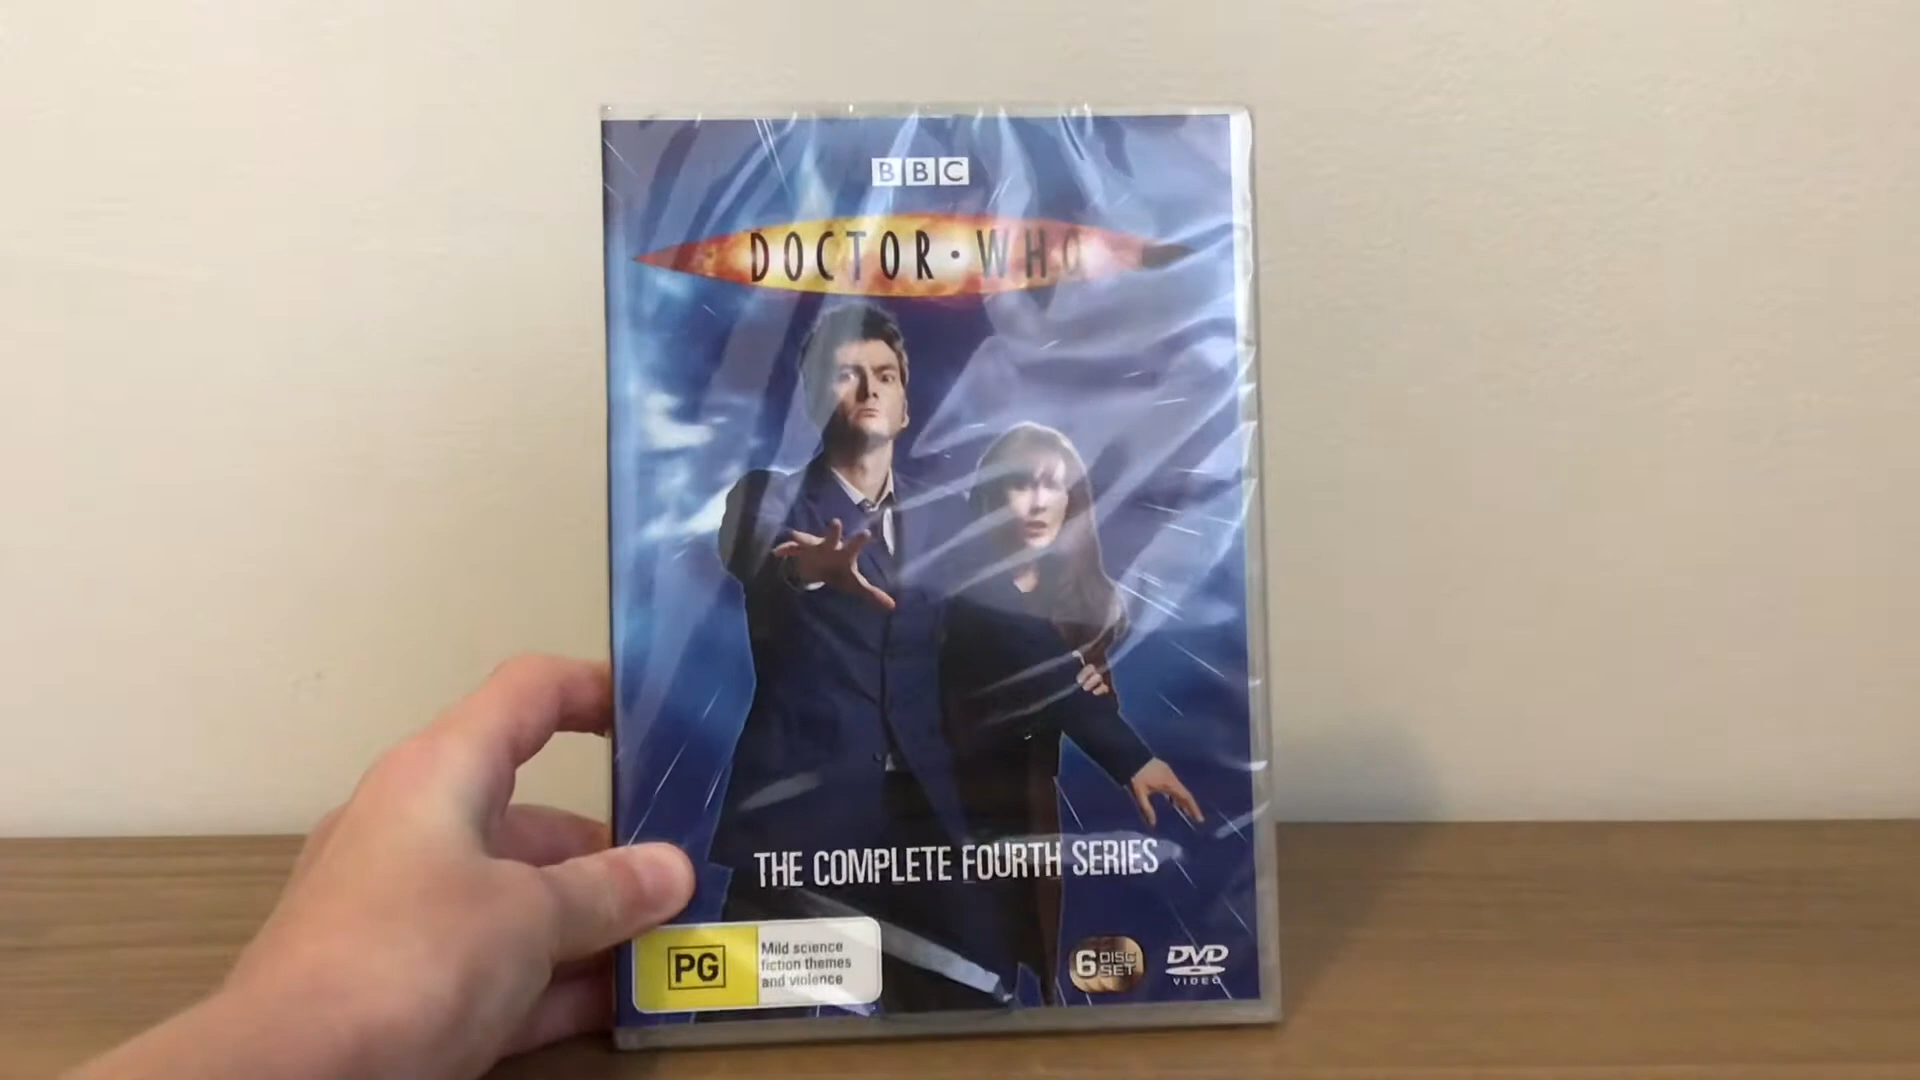 BBC
DOCTOR·WHO
THE COMPLETE FOURTH SERIES
PG
Mild science
fiction themes
and violence
6 DISC
SET
DVD
VIDEO